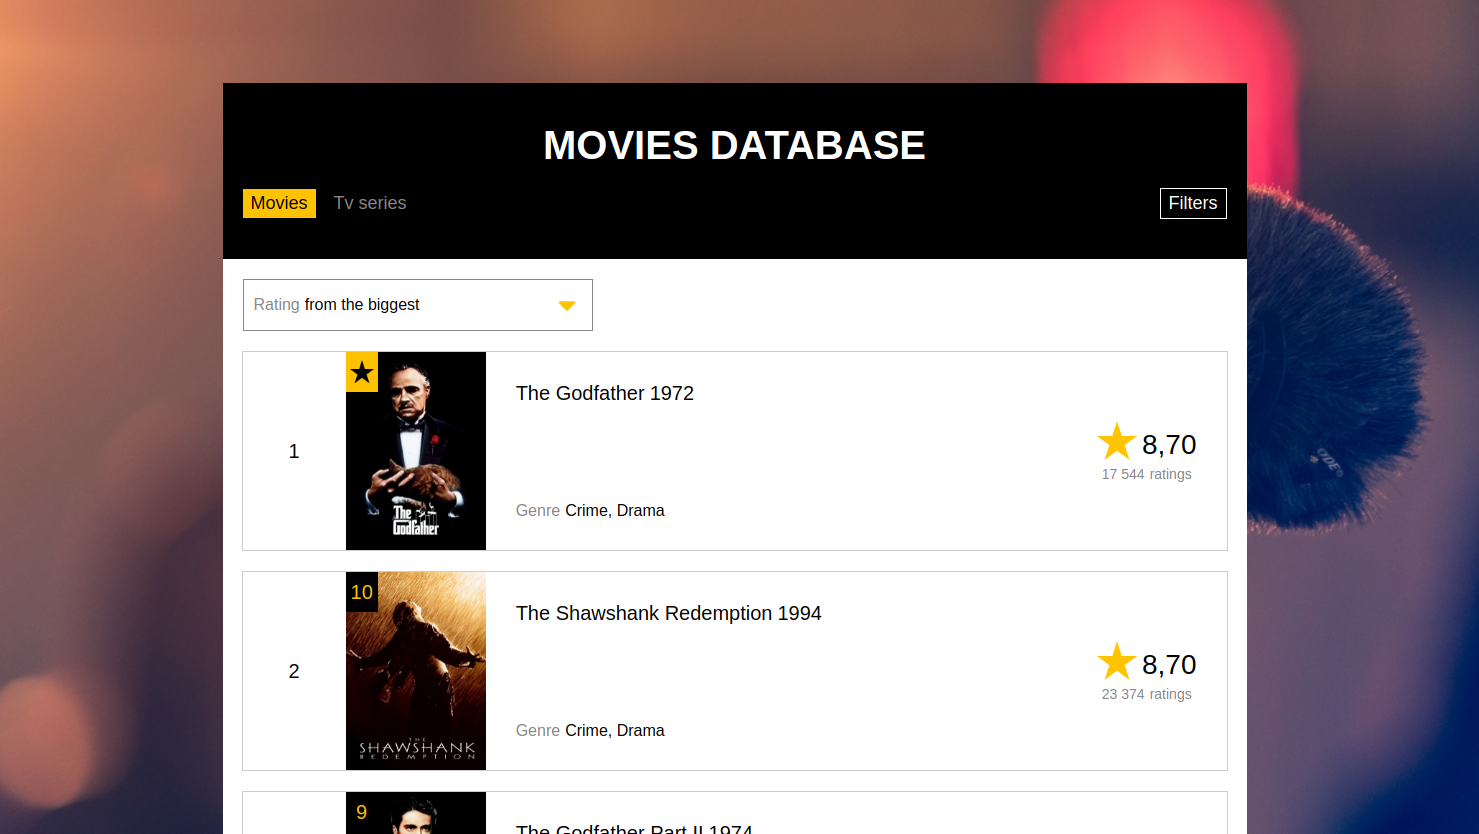 MOVIES DATABASE
Movies
Tv series
Filters
Rating from the biggest
1
The Godfather
The Godfather 1972
Genre Crime, Drama
8,70
17 544 ratings
2
10
THE
SHAWSHANK
REDEMPTION
The Shawshank Redemption 1994
Genre Crime, Drama
8,70
23 374 ratings
9
The Godfather Part II 1974